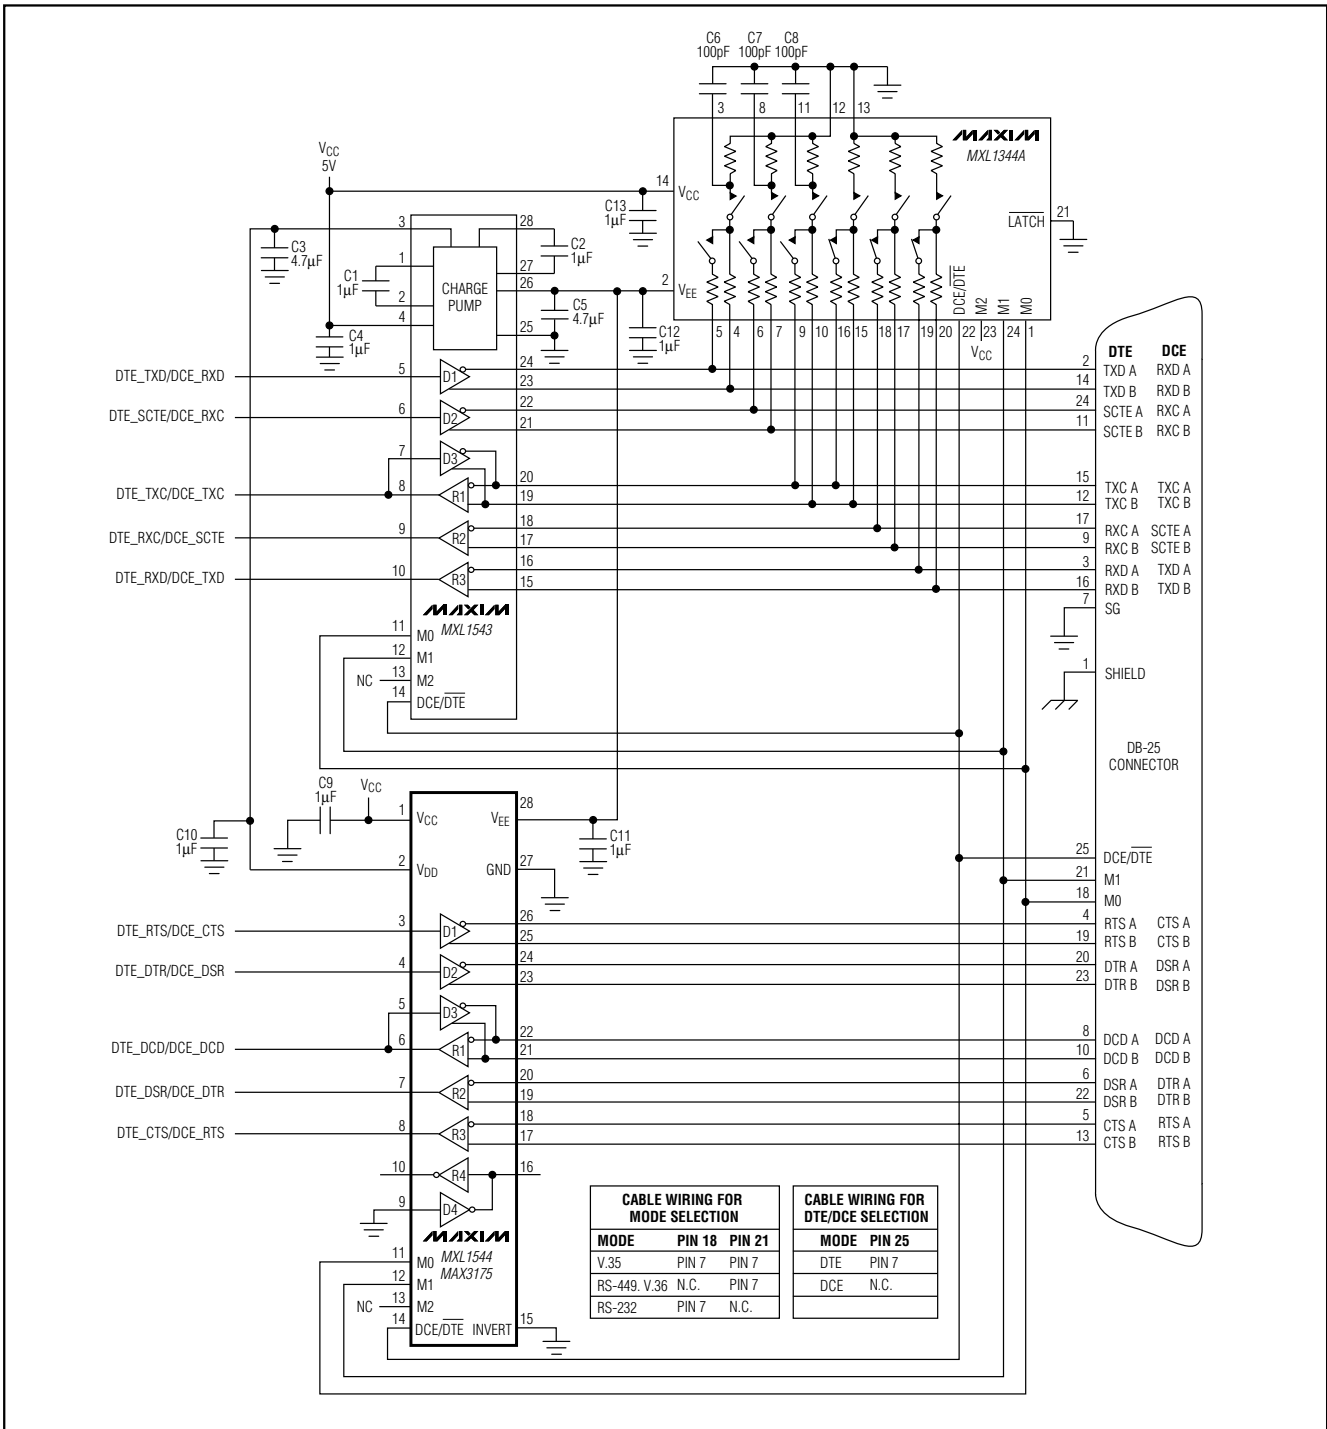 C6 C7 C8
100pF 100pF 100pF
3 8 11 12 13
MAXIM
MXL1344A
VCC
5V
14 VCC
C13
1µF
LATCH 21
3 28
C3
4.7µF
C2
1µF
1 27
C1
1µF
CHARGE
PUMP
26 2 VEE
2
C5
4.7µF
4 25
C4
1µF
C12
1µF
DCE/DTE M2 M1 M0
5 4 6 7 9 10 16 15 18 17 19 20 22 23 24 1
VCC
DTE DCE
DTE_TXD/DCE_RXD 5 D1 24 2 TXD A RXD A
23 14 TXD B RXD B
DTE_SCTE/DCE_RXC 6 D2 22 24 SCTE A RXC A
21 11 SCTE B RXC B
7 D3
DTE_TXC/DCE_TXC 8 R1 20 15 TXC A TXC A
19 12 TXC B TXC B
DTE_RXC/DCE_SCTE 9 R2 18 17 RXC A SCTE A
17 9 RXC B SCTE B
DTE_RXD/DCE_TXD 10 R3 16 3 RXD A TXD A
15 16 RXD B TXD B
7 SG
MAXIM
MXL1543
11 M0
12 M1
NC 13 M2
14 DCE/DTE
1 SHIELD
DB-25
CONNECTOR
C9
1µF
VCC
1 VCC VEE 28
C10
1µF
C11
1µF
2 VDD GND 27
25 DCE/DTE
21 M1
18 M0
DTE_RTS/DCE_CTS 3 D1 26 4 RTS A CTS A
25 19 RTS B CTS B
DTE_DTR/DCE_DSR 4 D2 24 20 DTR A DSR A
23 23 DTR B DSR B
5 D3
DTE_DCD/DCE_DCD 6 R1 22 8 DCD A DCD A
21 10 DCD B DCD B
DTE_DSR/DCE_DTR 7 R2 20 6 DSR A DTR A
19 22 DSR B DTR B
DTE_CTS/DCE_RTS 8 R3 18 5 CTS A RTS A
17 13 CTS B RTS B
10 R4 16
9 D4
MAXIM
MXL1544
MAX3175
11 M0
12 M1
NC 13 M2
14 DCE/DTE INVERT 15
CABLE WIRING FOR
MODE SELECTION
MODE PIN 18 PIN 21
V.35 PIN 7 PIN 7
RS-449. V.36 N.C. PIN 7
RS-232 PIN 7 N.C.
CABLE WIRING FOR
DTE/DCE SELECTION
MODE PIN 25
DTE PIN 7
DCE N.C.